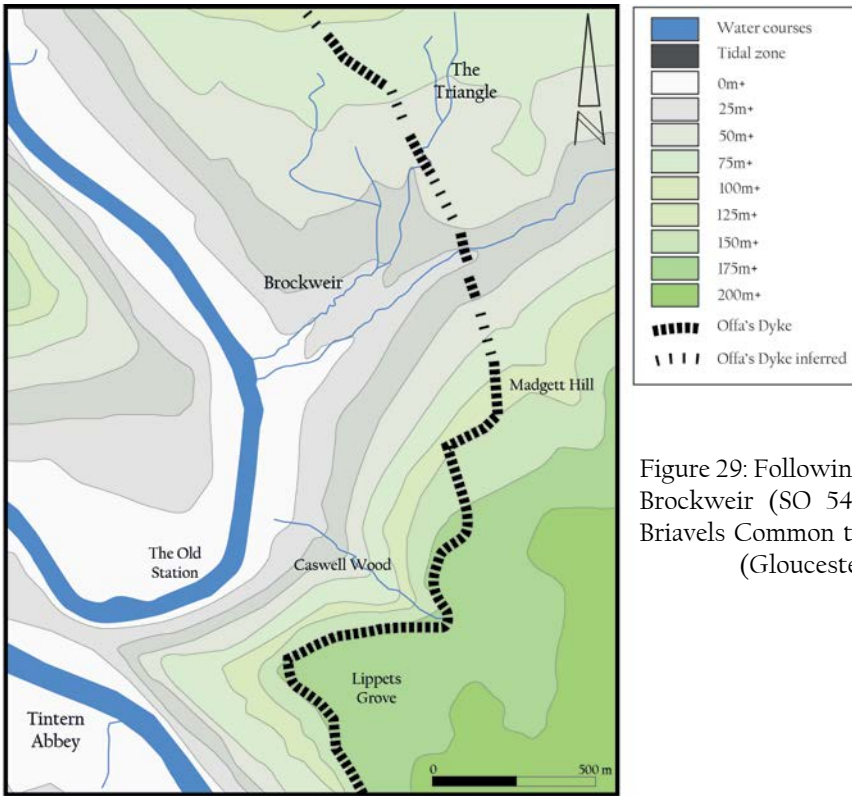 The
Triangle
N
Brockweir
Madgett Hill
The Old
Station
Caswell Wood
Lippets
Grove
Tintern
Abbey
0
500 m
Water courses
Tidal zone
0m+
25m+
50m+
75m+
100m+
125m+
150m+
175m+
200m+
Offa's Dyke
Offa's Dyke inferred
Figure 29: Followin
Brockweir (SO 54
Briavels Common t
(Glouceste